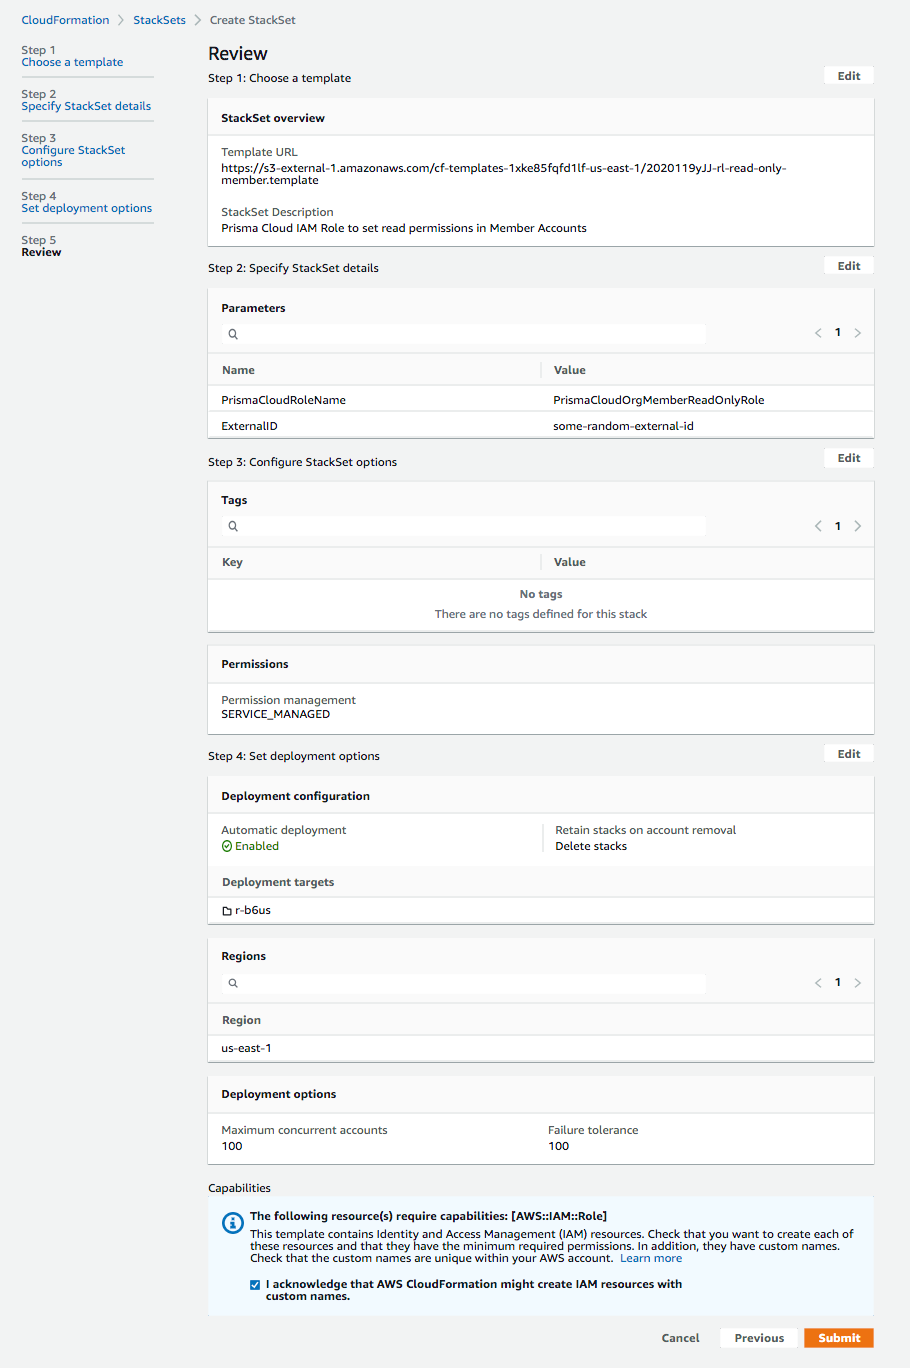 CloudFormation > StackSets > Create StackSet
Step 1
Choose a template
Step 2
Specify StackSet details
Step 3
Configure StackSet
options
Step 4
Set deployment options
Step 5
Review
Review
Step 1: Choose a template
Edit
StackSet overview
Template URL
https://s3-external-1.amazonaws.com/cf-templates-1xke85fqfd1lf-us-east-1/2020119yJJ-rl-read-only-
member.template
StackSet Description
Prisma Cloud IAM Role to set read permissions in Member Accounts
Step 2: Specify StackSet details
Edit
Parameters
< 1 >
Name Value
PrismaCloudRoleName PrismaCloudOrgMemberReadOnlyRole
ExternalID some-random-external-id
Step 3: Configure StackSet options
Edit
Tags
< 1 >
Key Value
No tags
There are no tags defined for this stack
Permissions
Permission management
SERVICE_MANAGED
Step 4: Set deployment options
Edit
Deployment configuration
Automatic deployment
Enabled
Retain stacks on account removal
Delete stacks
Deployment targets
r-b6us
Regions
< 1 >
Region
us-east-1
Deployment options
Maximum concurrent accounts
100
Failure tolerance
100
Capabilities
The following resource(s) require capabilities: [AWS::IAM::Role]
This template contains Identity and Access Management (IAM) resources. Check that you want to create each of
these resources and that they have the minimum required permissions. In addition, they have custom names.
Check that the custom names are unique within your AWS account. Learn more
I acknowledge that AWS CloudFormation might create IAM resources with
custom names.
Cancel Previous Submit